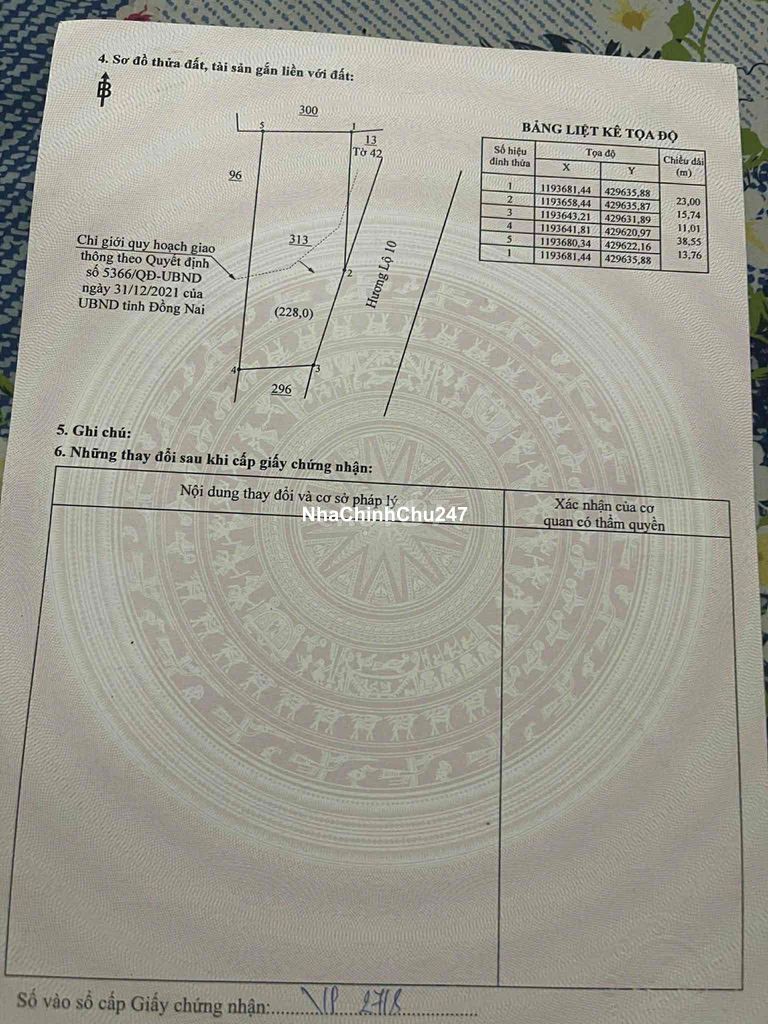 4. Sơ đồ thửa đất, tài sản gắn liền với đất:
B
300
5
1
13
Tờ 42
96
313
Chỉ giới quy hoạch giao
thông theo Quyết định
số 5366/QĐ-UBND
ngày 31/12/2021 của
UBND tỉnh Đồng Nai
2
Hương Lộ 10
(228,0)
4
3
296
BẢNG LIỆT KÊ TỌA ĐỘ
Số hiệu đỉnh thửa Tọa độ Chiều dài (m)
X Y
1 1193681,44 429635,88
23,00
2 1193658,44 429635,87
15,74
3 1193643,21 429631,89
11,01
4 1193641,81 429620,97
38,55
5 1193680,34 429622,16
13,76
1 1193681,44 429635,88
5. Ghi chú:
6. Những thay đổi sau khi cấp giấy chứng nhận:
Nội dung thay đổi và cơ sở pháp lý
Xác nhận của cơ
quan có thẩm quyền
NhaChinhChu247
Số vào sổ cấp Giấy chứng nhận: